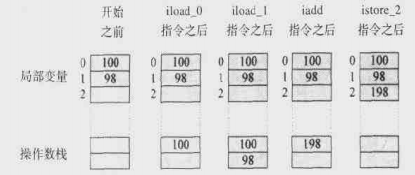 开始 iload_0 iload_1 iadd istore_2
之前 指令之后 指令之后 指令之后 指令之后
0 100 0 100 0 100 0 100 0 100
局部变量 1 98 1 98 1 98 1 98 1 98
2 2 2 2 2 198
操作数栈 100 100 198
98